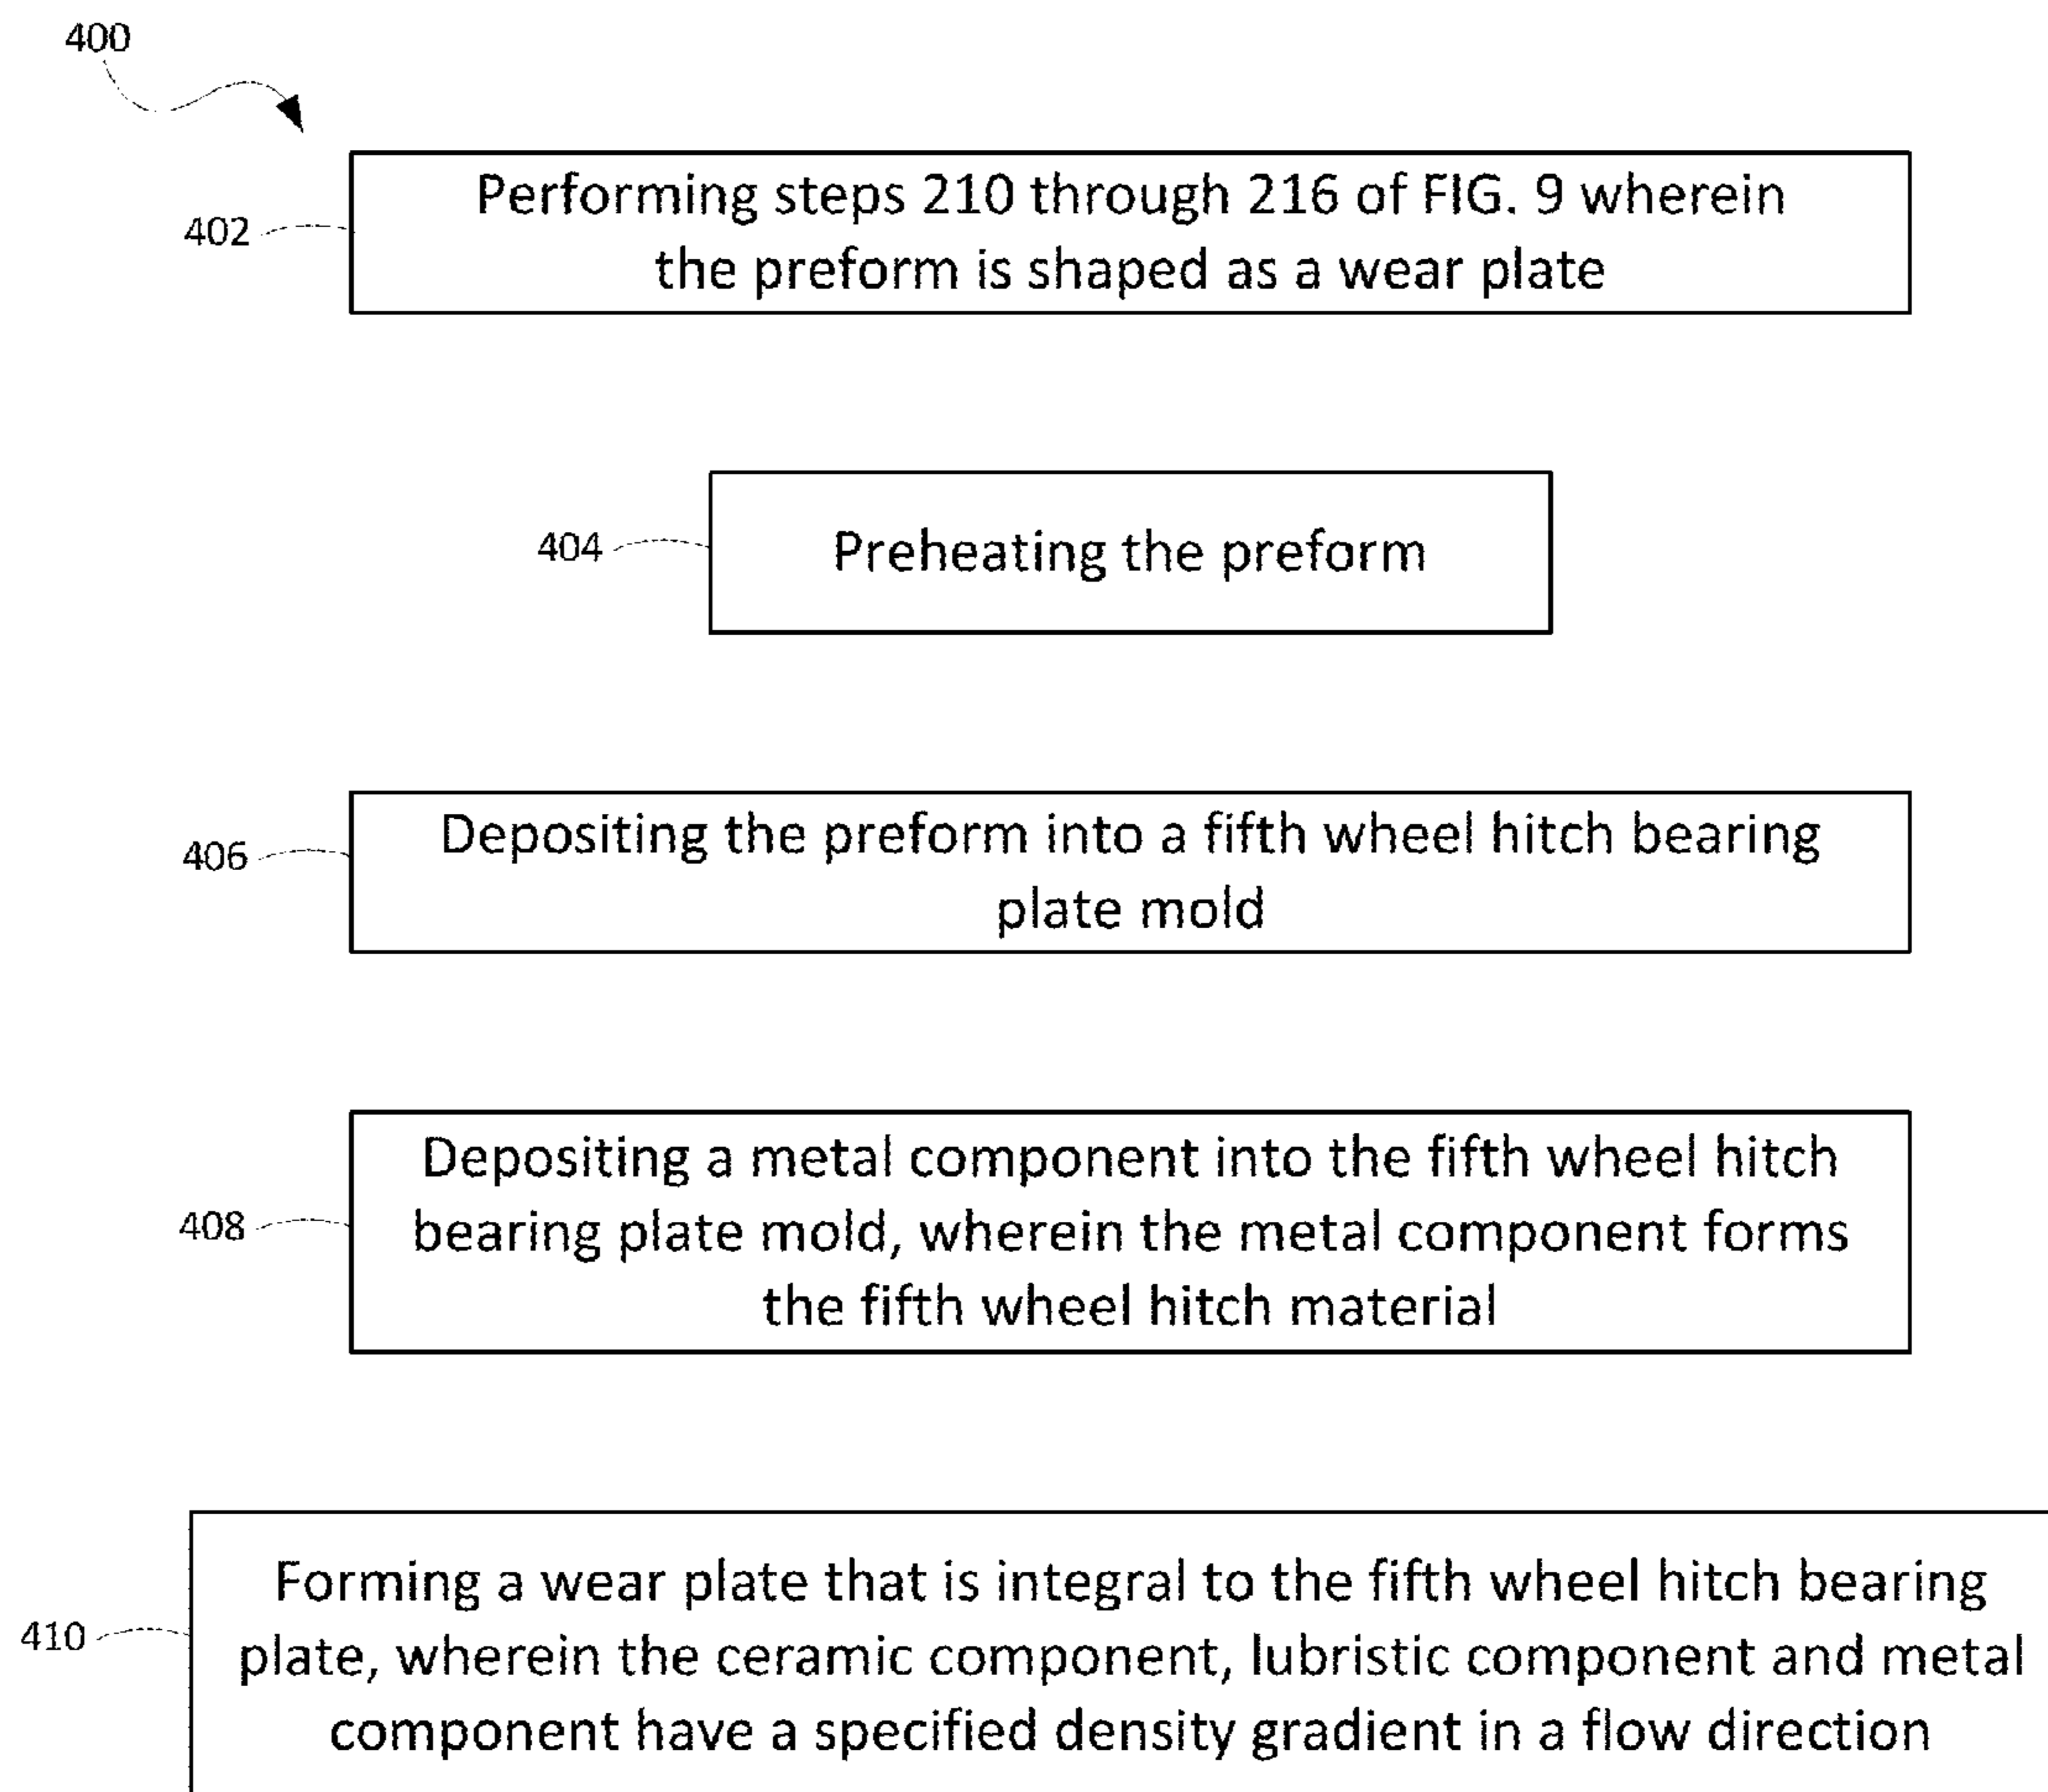 400
402
Performing steps 210 through 216 of FIG. 9 wherein
the preform is shaped as a wear plate
404
Preheating the preform
406
Depositing the preform into a fifth wheel hitch bearing
plate mold
408
Depositing a metal component into the fifth wheel hitch
bearing plate mold, wherein the metal component forms
the fifth wheel hitch material
410
Forming a wear plate that is integral to the fifth wheel hitch bearing
plate, wherein the ceramic component, lubristic component and metal
component have a specified density gradient in a flow direction